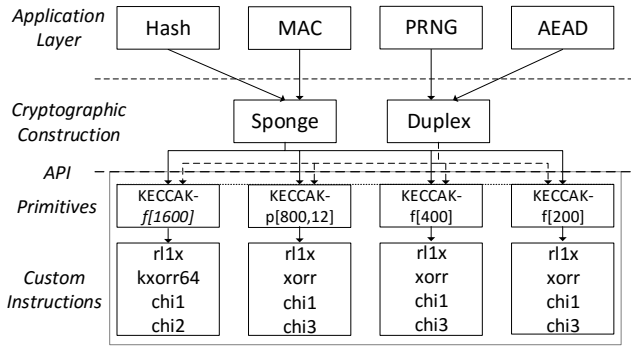 Application
Layer
Hash
MAC
PRNG
AEAD
Cryptographic
Construction
Sponge
Duplex
API
Primitives
KECCAK-
f[1600]
KECCAK-
p[800,12]
KECCAK-
f[400]
KECCAK-
f[200]
Custom
Instructions
rl1x
kxorr64
chi1
chi2
rl1x
xorr
chi1
chi3
rl1x
xorr
chi1
chi3
rl1x
xorr
chi1
chi3